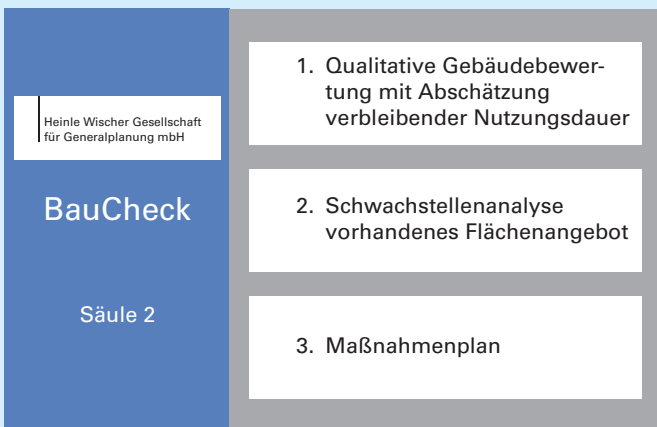 Heinle Wischer Gesellschaft
für Generalplanung mbH
BauCheck
Säule 2
1. Qualitative Gebäudebewer-
tung mit Abschätzung
verbleibender Nutzungsdauer
2. Schwachstellenanalyse
vorhandenes Flächenangebot
3. Maßnahmenplan